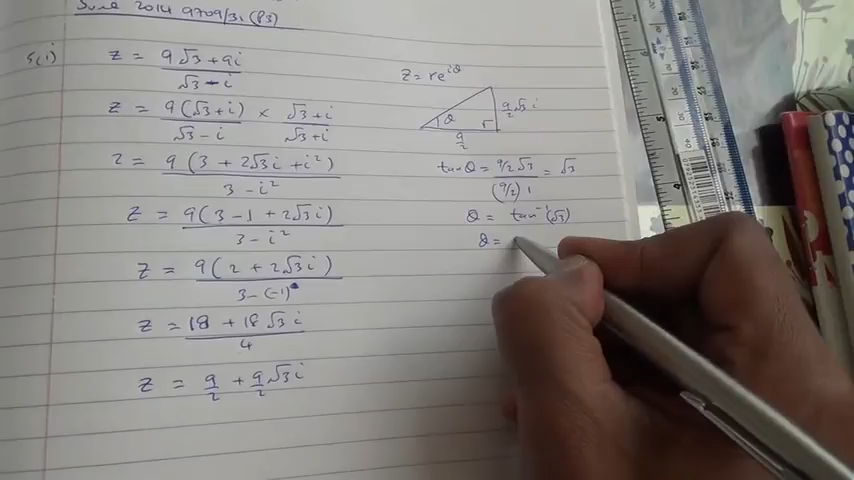 June 2014 9709/31 (P3)
5(i) z = 9√3 + 9i / √3 - i
z = 9(√3+i) / √3 - i × √3+i / √3+i
z = 9(3 + 2√3i + i²) / 3 - i²
z = 9(3 - 1 + 2√3i) / 3 - i²
z = 9(2 + 2√3i) / 3 - (-1)
z = 18 + 18√3i / 4
z = 9/2 + 9/2 √3i
z = re^iθ
θ r 9/2 √3 i
9/2
tanθ = 9/2 √3 / (9/2) 1 = √3
θ = tan⁻¹(√3)
θ =